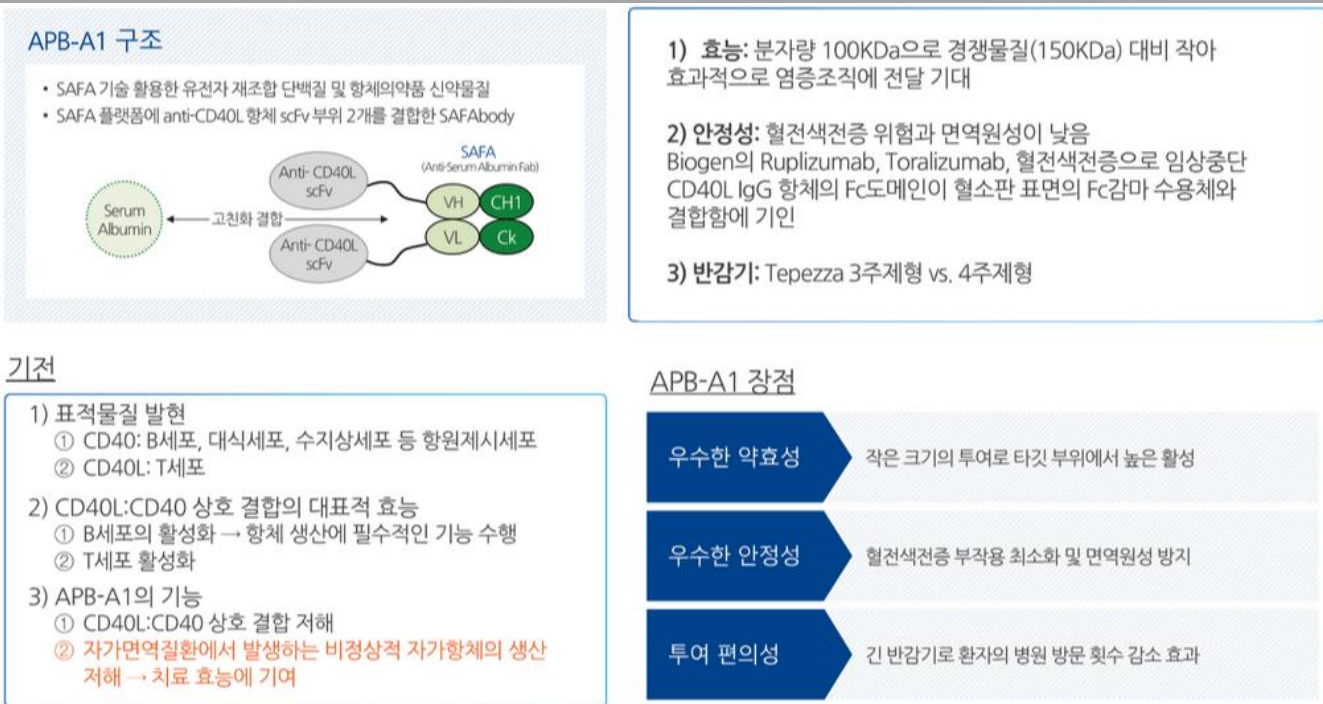 APB-A1 구조
• SAFA 기술 활용한 유전자 재조합 단백질 및 항체의약품 신약물질
• SAFA 플랫폼에 anti-CD40L 항체 scFv 부위 2개를 결합한 SAFAbody
SAFA
(Anti-Serum Albumin Fab)
Anti- CD40L
scFv
VH
CH1
Serum
Albumin
고친화 결합
VL
Ck
Anti- CD40L
scFv
1) 효능: 분자량 100KDa으로 경쟁물질(150KDa) 대비 작아
효과적으로 염증조직에 전달 기대
2) 안정성: 혈전색전증 위험과 면역원성이 낮음
Biogen의 Ruplizumab, Toralizumab, 혈전색전증으로 임상중단
CD40L IgG 항체의 Fc도메인이 혈소판 표면의 Fc감마 수용체와
결합함에 기인
3) 반감기: Tepezza 3주제형 vs. 4주제형
기전
1) 표적물질 발현
① CD40: B세포, 대식세포, 수지상세포 등 항원제시세포
② CD40L: T세포
2) CD40L:CD40 상호 결합의 대표적 효능
① B세포의 활성화 → 항체 생산에 필수적인 기능 수행
② T세포 활성화
3) APB-A1의 기능
① CD40L:CD40 상호 결합 저해
② 자가면역질환에서 발생하는 비정상적 자가항체의 생산
저해 → 치료 효능에 기여
APB-A1 장점
우수한 약효성
작은 크기의 투여로 타깃 부위에서 높은 활성
우수한 안정성
혈전색전증 부작용 최소화 및 면역원성 방지
투여 편의성
긴 반감기로 환자의 병원 방문 횟수 감소 효과